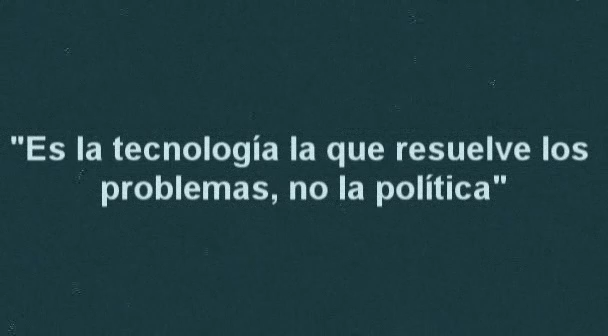 "Es la tecnología la que resuelve los
problemas, no la política"